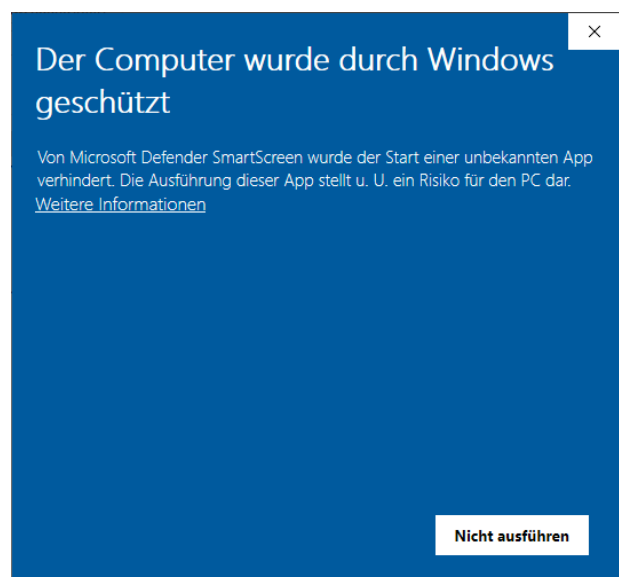 Der Computer wurde durch Windows
geschützt
Von Microsoft Defender SmartScreen wurde der Start einer unbekannten App
verhindert. Die Ausführung dieser App stellt u. U. ein Risiko für den PC dar.
Weitere Informationen
Nicht ausführen